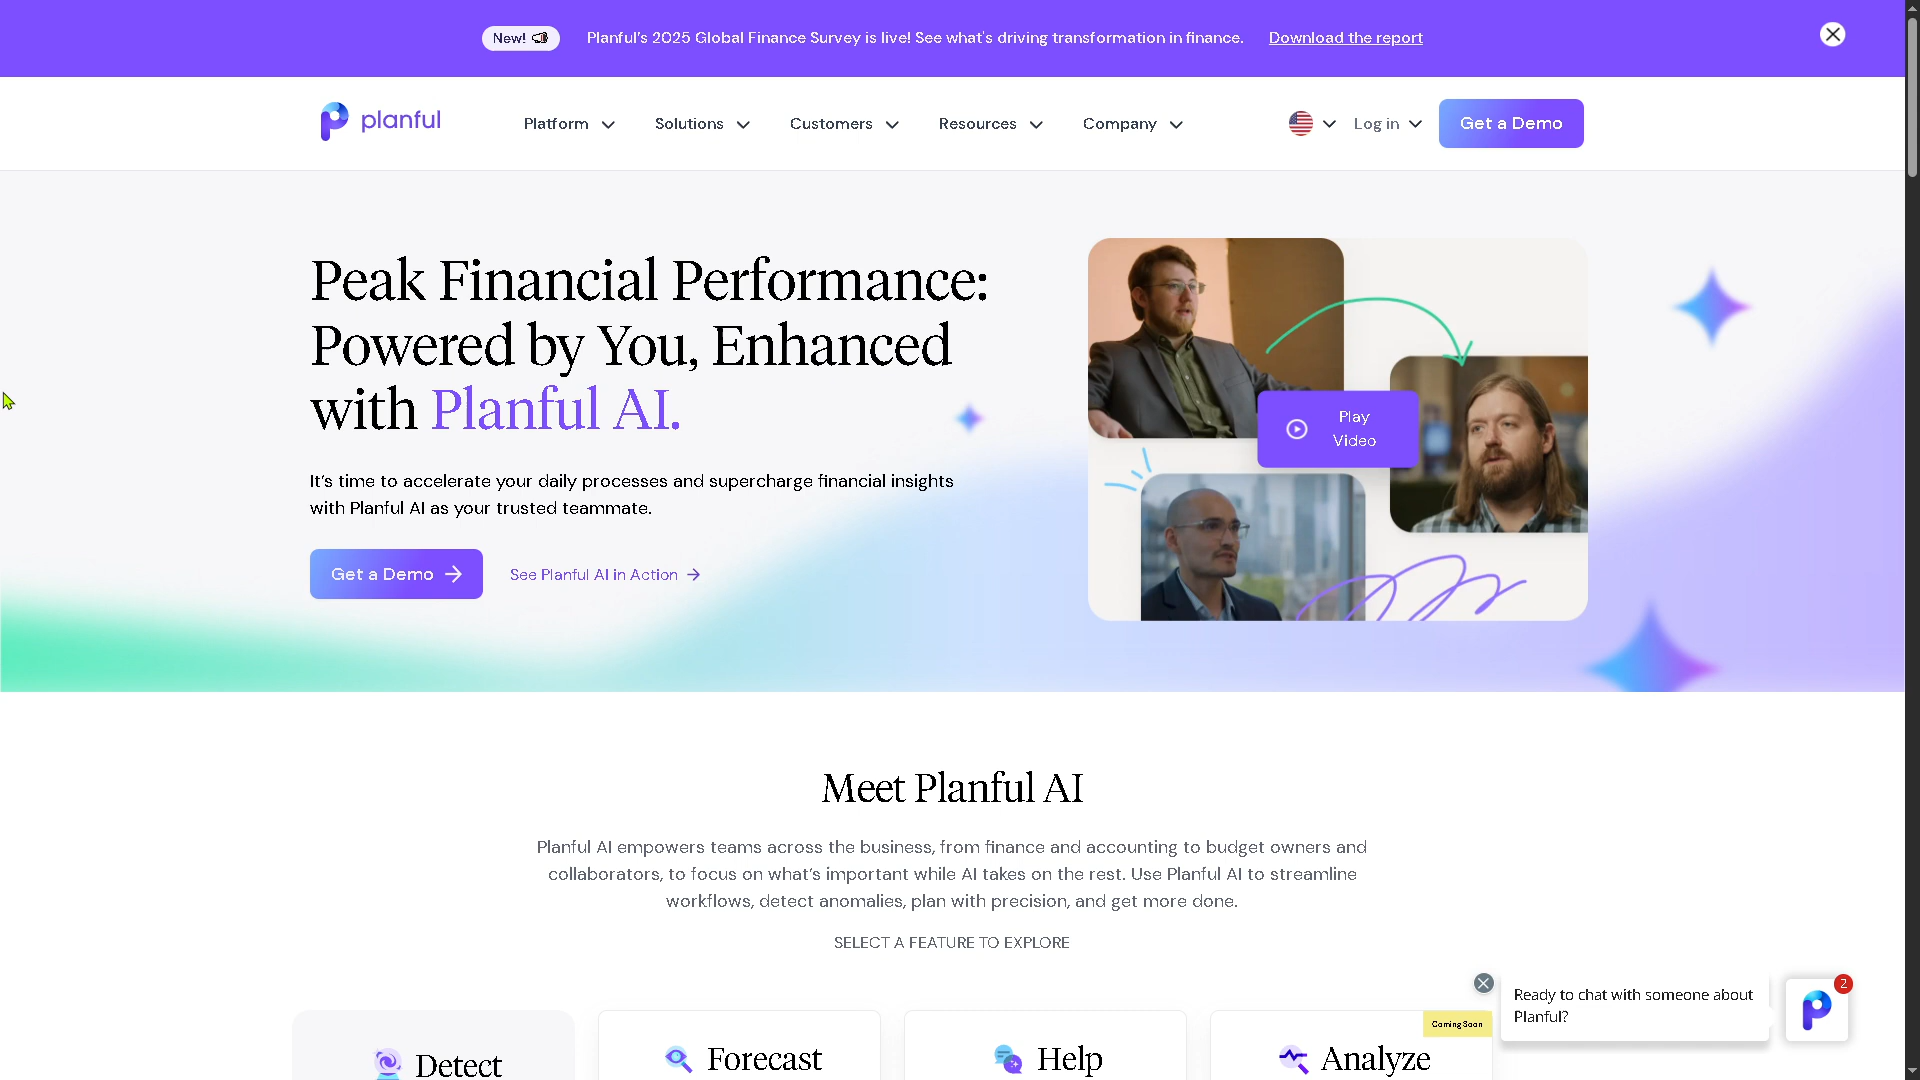 New!
Planful's 2025 Global Finance Survey is live! See what's driving transformation in finance.
Download the report
planful
Platform
Solutions
Customers
Resources
Company
Log in
Get a Demo
Peak Financial Performance:
Powered by You, Enhanced
with Planful AI.
It's time to accelerate your daily processes and supercharge financial insights
with Planful AI as your trusted teammate.
Get a Demo
See Planful AI in Action
Play
Video
Meet Planful AI
Planful AI empowers teams across the business, from finance and accounting to budget owners and
collaborators, to focus on what's important while AI takes on the rest. Use Planful AI to streamline
workflows, detect anomalies, plan with precision, and get more done.
SELECT A FEATURE TO EXPLORE
Detect
Forecast
Help
Coming Soon
Analyze
Ready to chat with someone about
Planful?
2